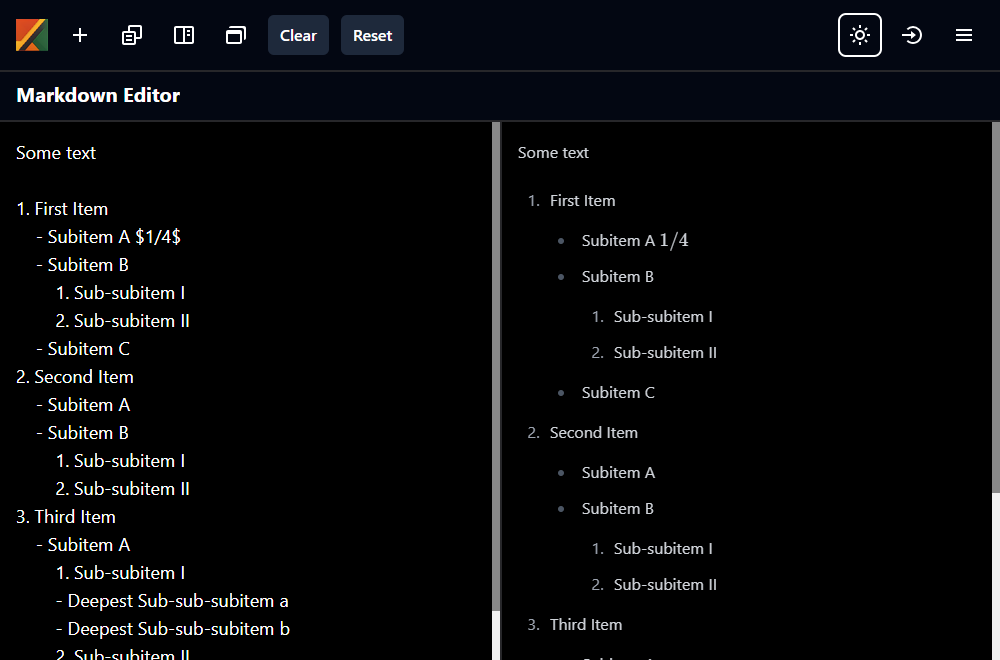 Clear Reset
Markdown Editor
Some text
1. First Item
- Subitem A $1/4$
- Subitem B
1. Sub-subitem I
2. Sub-subitem II
- Subitem C
2. Second Item
- Subitem A
- Subitem B
1. Sub-subitem I
2. Sub-subitem II
3. Third Item
- Subitem A
1. Sub-subitem I
- Deepest Sub-sub-subitem a
- Deepest Sub-sub-subitem b
2. Sub-subitem II
Some text
1. First Item
• Subitem A 1/4
• Subitem B
1. Sub-subitem I
2. Sub-subitem II
• Subitem C
2. Second Item
• Subitem A
• Subitem B
1. Sub-subitem I
2. Sub-subitem II
3. Third Item